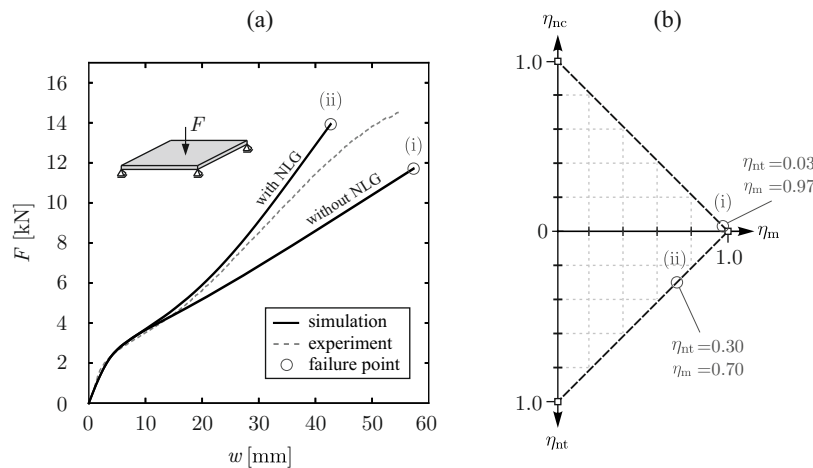 (a)
16
14
12
10
8
6
4
2
0
F [kN]
F
(ii)
(i)
with NLG
without NLG
simulation
experiment
failure point
0
10
20
30
40
50
60
w [mm]
(b)
ηnc
1.0
ηnt=0.03
ηm=0.97
(i)
0
ηm
1.0
(ii)
ηnt=0.30
ηm=0.70
1.0
ηnt